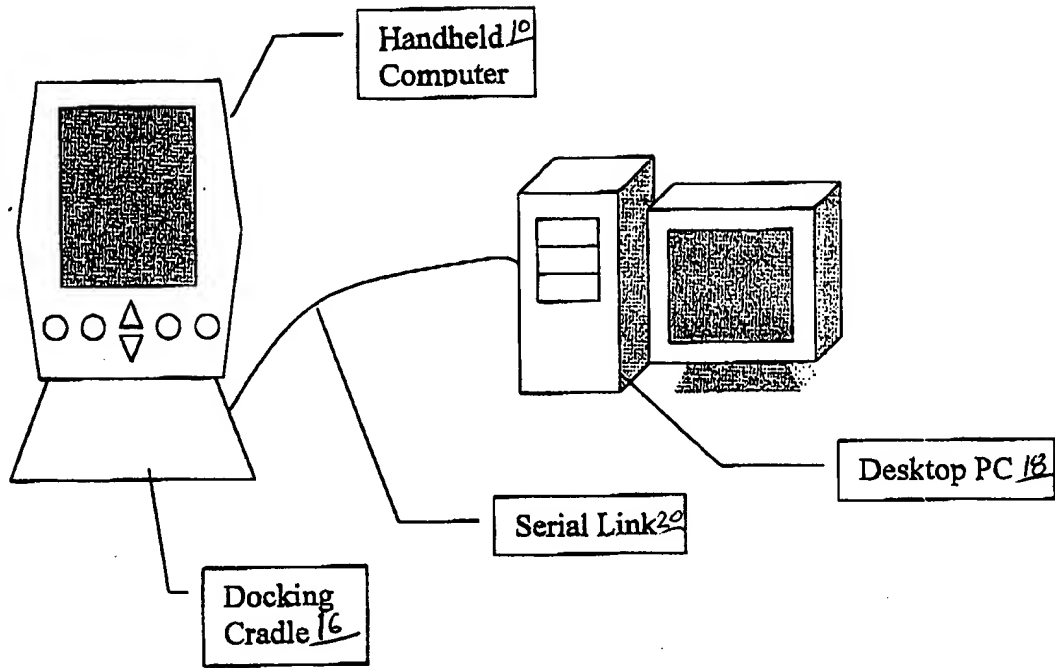 Handheld 10
Computer
Desktop PC 18
Serial Link 20
Docking
Cradle 16